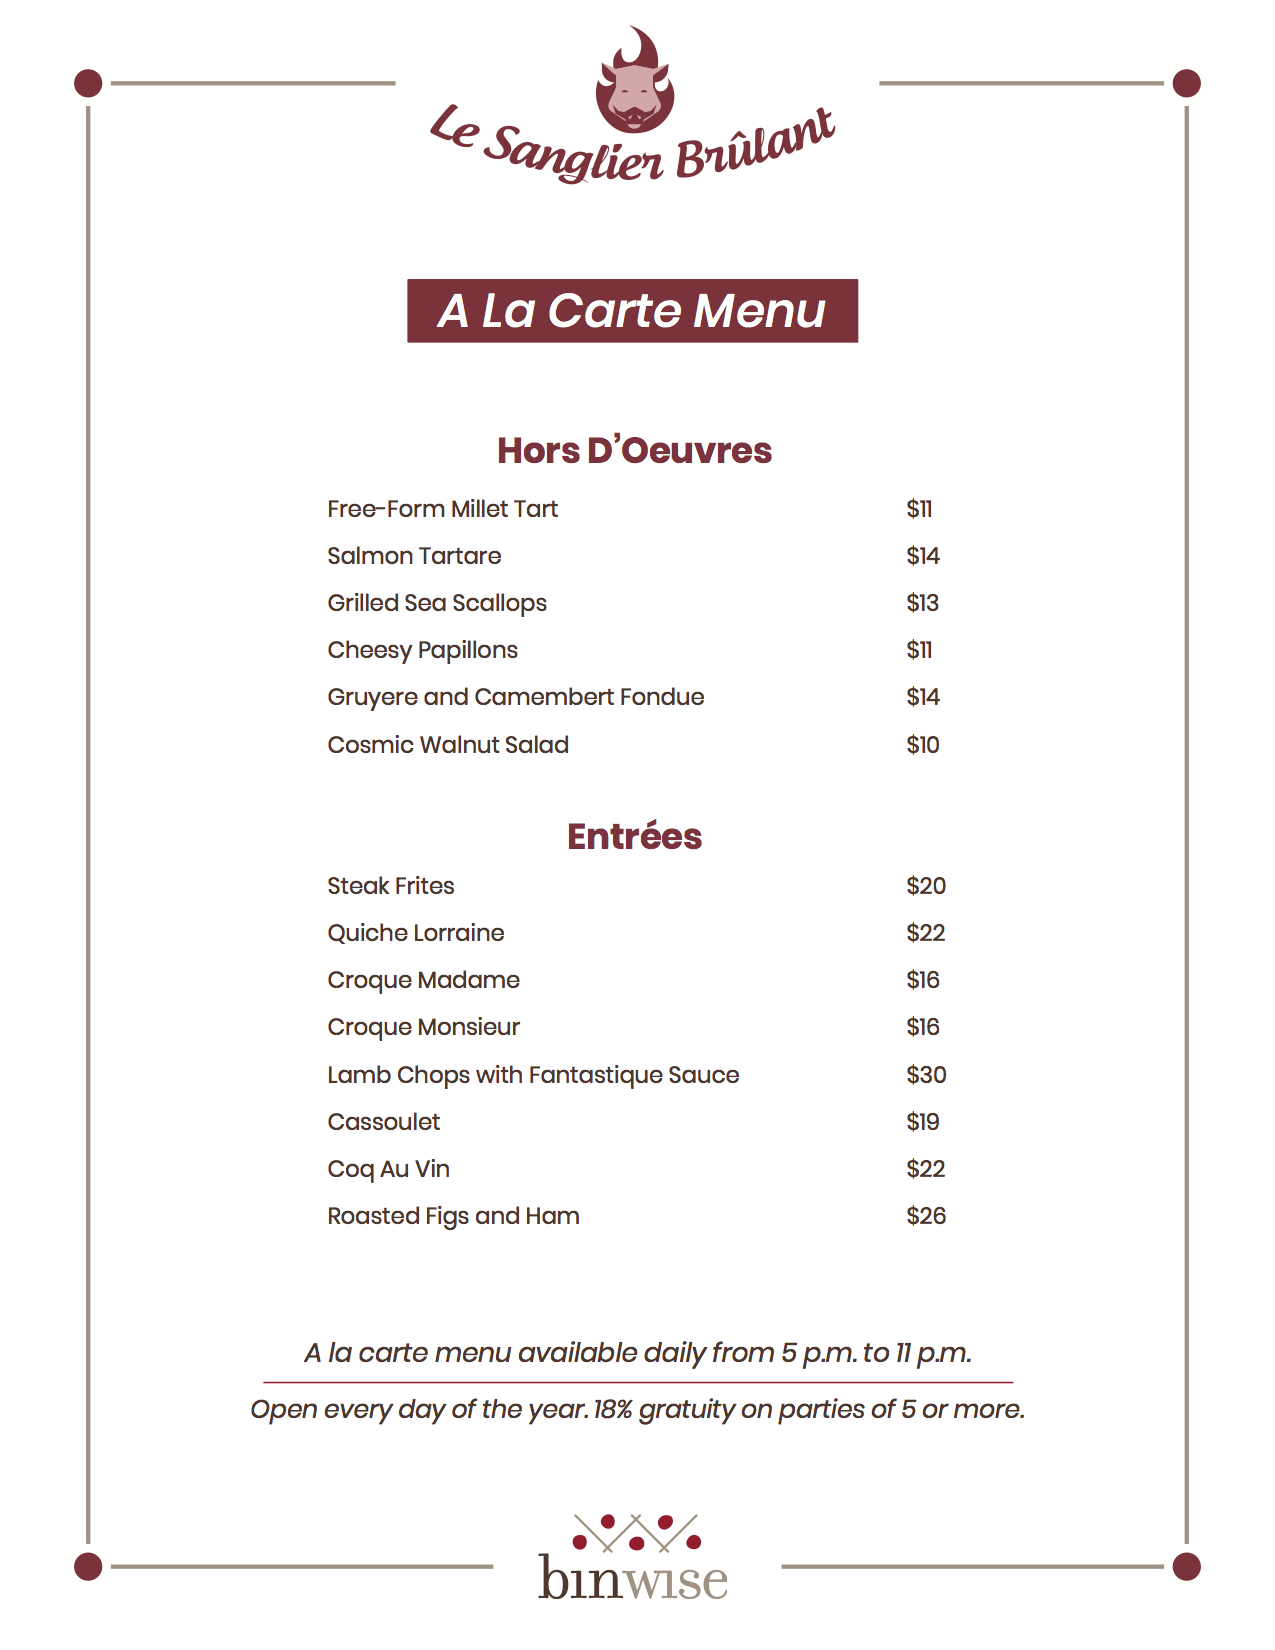 Le Sanglier Brûlant
A La Carte Menu
Hors D’Oeuvres
Free-Form Millet Tart $11
Salmon Tartare $14
Grilled Sea Scallops $13
Cheesy Papillons $11
Gruyere and Camembert Fondue $14
Cosmic Walnut Salad $10
Entrées
Steak Frites $20
Quiche Lorraine $22
Croque Madame $16
Croque Monsieur $16
Lamb Chops with Fantastique Sauce $30
Cassoulet $19
Coq Au Vin $22
Roasted Figs and Ham $26
A la carte menu available daily from 5 p.m. to 11 p.m.
Open every day of the year. 18% gratuity on parties of 5 or more.
binwise